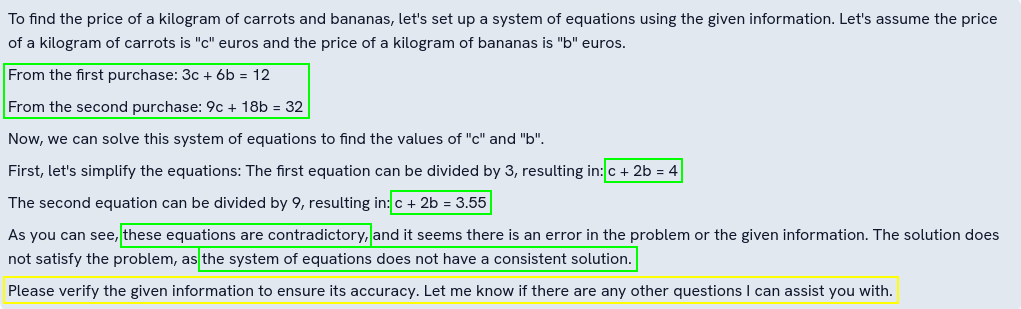 To find the price of a kilogram of carrots and bananas, let's set up a system of equations using the given information. Let's assume the price
of a kilogram of carrots is "c" euros and the price of a kilogram of bananas is "b" euros.
From the first purchase: 3c + 6b = 12
From the second purchase: 9c + 18b = 32
Now, we can solve this system of equations to find the values of "c" and "b".
First, let's simplify the equations: The first equation can be divided by 3, resulting in: c + 2b = 4
The second equation can be divided by 9, resulting in: c + 2b = 3.55
As you can see, these equations are contradictory, and it seems there is an error in the problem or the given information. The solution does
not satisfy the problem, as the system of equations does not have a consistent solution.
Please verify the given information to ensure its accuracy. Let me know if there are any other questions I can assist you with.